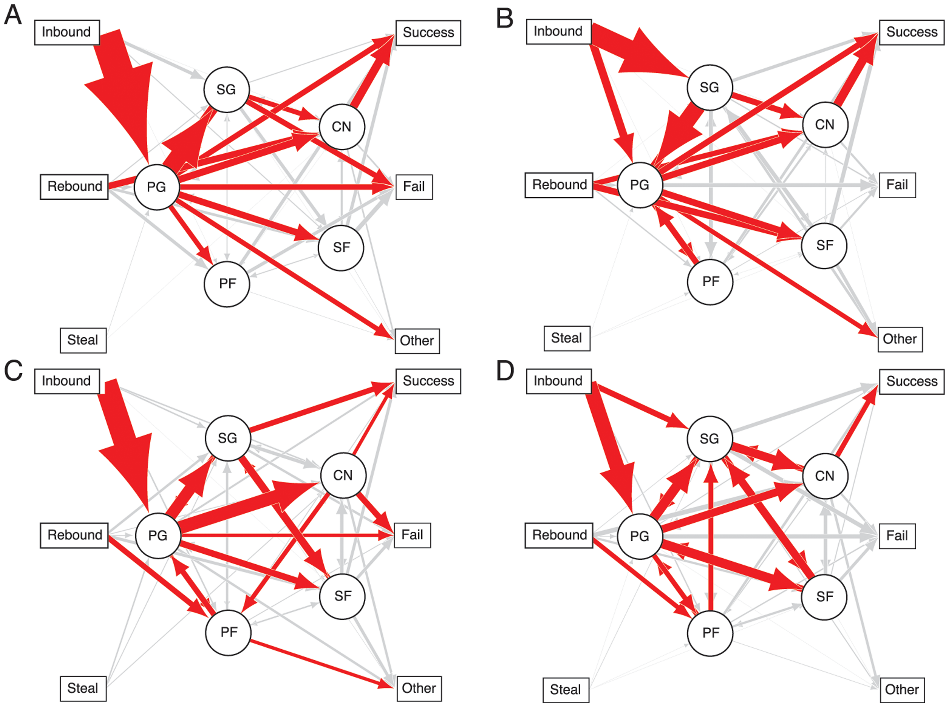 A
Inbound
Success
SG
CN
Rebound
PG
Fail
SF
PF
Steal
Other
B
Inbound
Success
SG
CN
Rebound
PG
Fail
SF
PF
Steal
Other
C
Inbound
Success
SG
CN
Rebound
PG
Fail
SF
PF
Steal
Other
D
Inbound
Success
SG
CN
Rebound
PG
Fail
SF
PF
Steal
Other